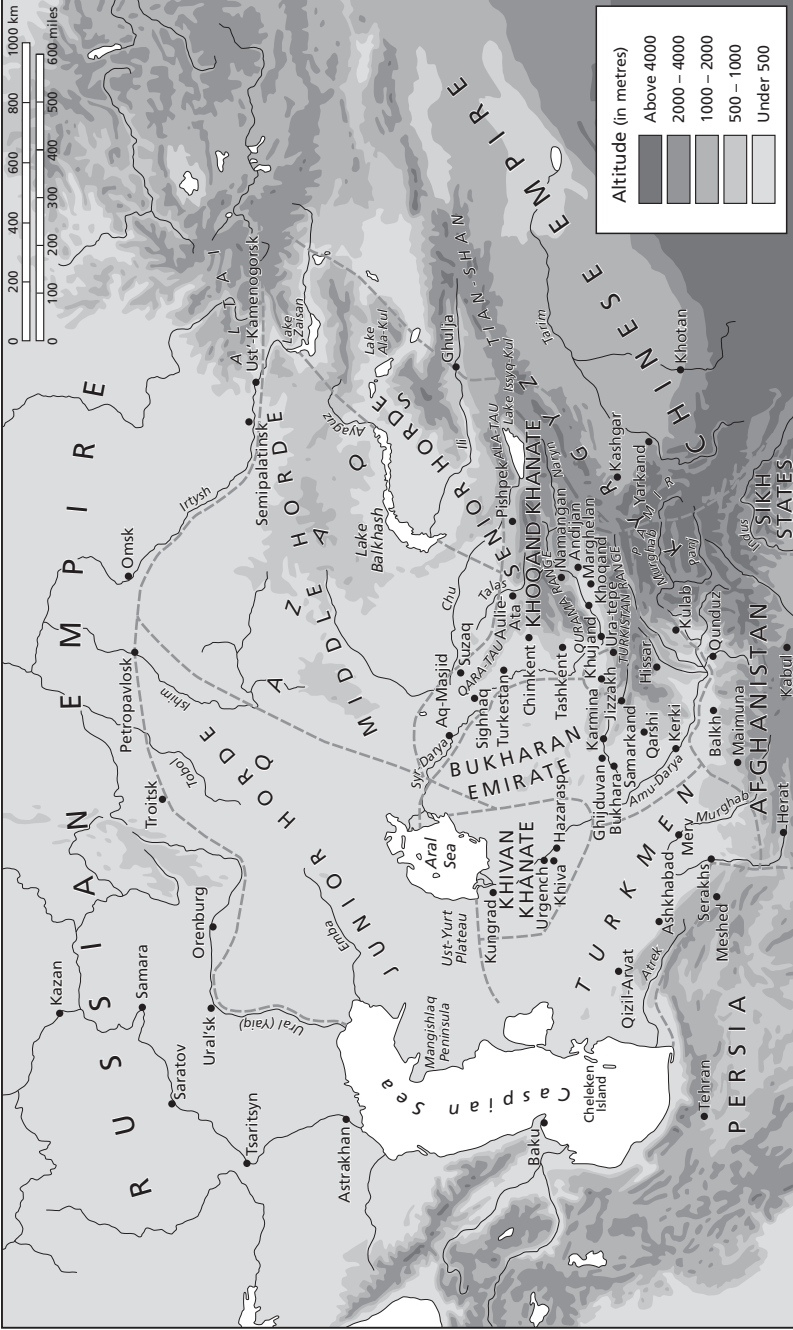 0 200 400 600 800 1000 km
0 100 200 300 400 500 600 miles
Altitude (in metres)
Above 4000
2000 – 4000
1000 – 2000
500 – 1000
Under 500
RUSSIAN EMPIRE
Kazan
Samara
Saratov
Ural'sk
Orenburg
Tsaritsyn
Astrakhan
Troitsk
Petropavlosk
Omsk
Semipalatinsk
Ust'-Kamenogorsk
ALTAI
Ural (Yaiq)
Emba
Tobol
Ishim
Irtysh
QAZAQ HORDES
JUNIOR HORDE
MIDDLE HORDE
SENIOR
Lake
Zaisan
Lake
Ala-Kul
Ayaguz
Lake
Balkhash
Ili
Ghulja
TIAN-SHAN
CHINESE EMPIRE
Tarim
Khotan
Lake Issyq-Kul
ALA-TAU
Pishpek
Chu
Talas
Aulie-
Ata
Suzaq
Aq-Masjid
QARA-TAU
Sighnaq
Turkestan
Chimkent
Tashkent
Syr-Darya
KHOQAND KHANATE
Naryn
Namangan
Andijan
QURAMA RANGE
Marghelan
Khoqand
Khujand
Ura-tepe
TURKISTAN RANGE
Jizzakh
KYRGYZ
Kashgar
Yarkand
PAMIR
Murghab
Panj
Indus
SIKH
STATES
BUKHARAN
EMIRATE
Karmina
Ghijduvan
Bukhara
Samarkand
Qarshi
Hissar
Kerki
Kulab
Qunduz
Amu-Darya
Balkh
Maimuna
AFGHANISTAN
Kabul
Herat
Murghab
Merv
Aral
Sea
Ust-Yurt
Plateau
Kungrad
KHIVAN
KHANATE
Urgench
Khiva
Hazarasp
TURKMEN
Ashkhabad
Serakhs
Meshed
Qizil-Arvat
Atrek
Mangishlaq
Peninsula
Caspian Sea
Cheleken
Island
Baku
Tehran
PERSIA